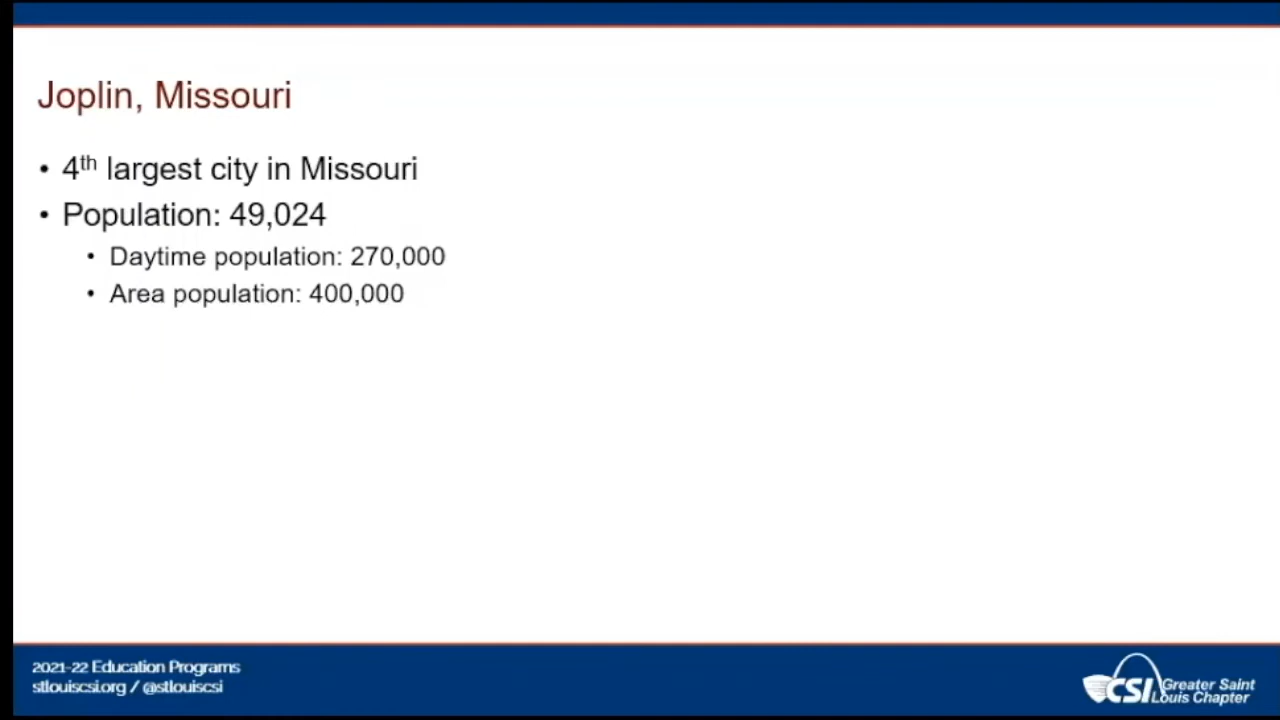 Joplin, Missouri
• 4th largest city in Missouri
• Population: 49,024
• Daytime population: 270,000
• Area population: 400,000
2021-22 Education Programs
stlouiscsi.org / @stlouiscsi
CSI Greater Saint
Louis Chapter